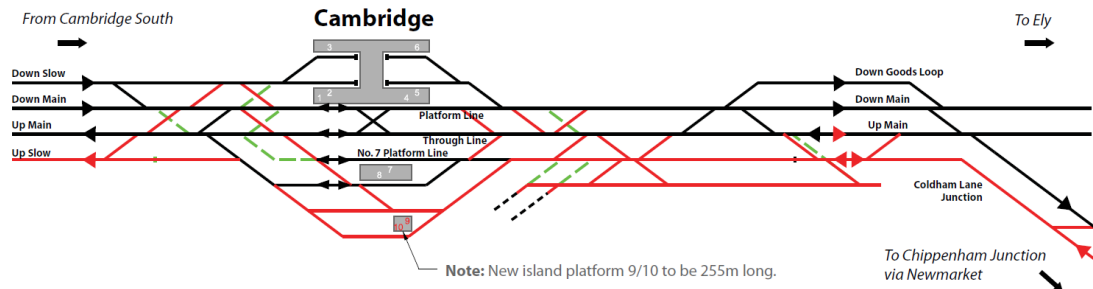 Cambridge
From Cambridge South
To Ely
3 6
Down Slow
Down Goods Loop
1 2 4 5
Down Main
Down Main
Platform Line
Up Main
Up Main
Through Line
Up Slow
No.7 Platform Line
7
8
Coldham Lane
Junction
9
10
To Chippenham Junction
via Newmarket
Note: New island platform 9/10 to be 255m long.